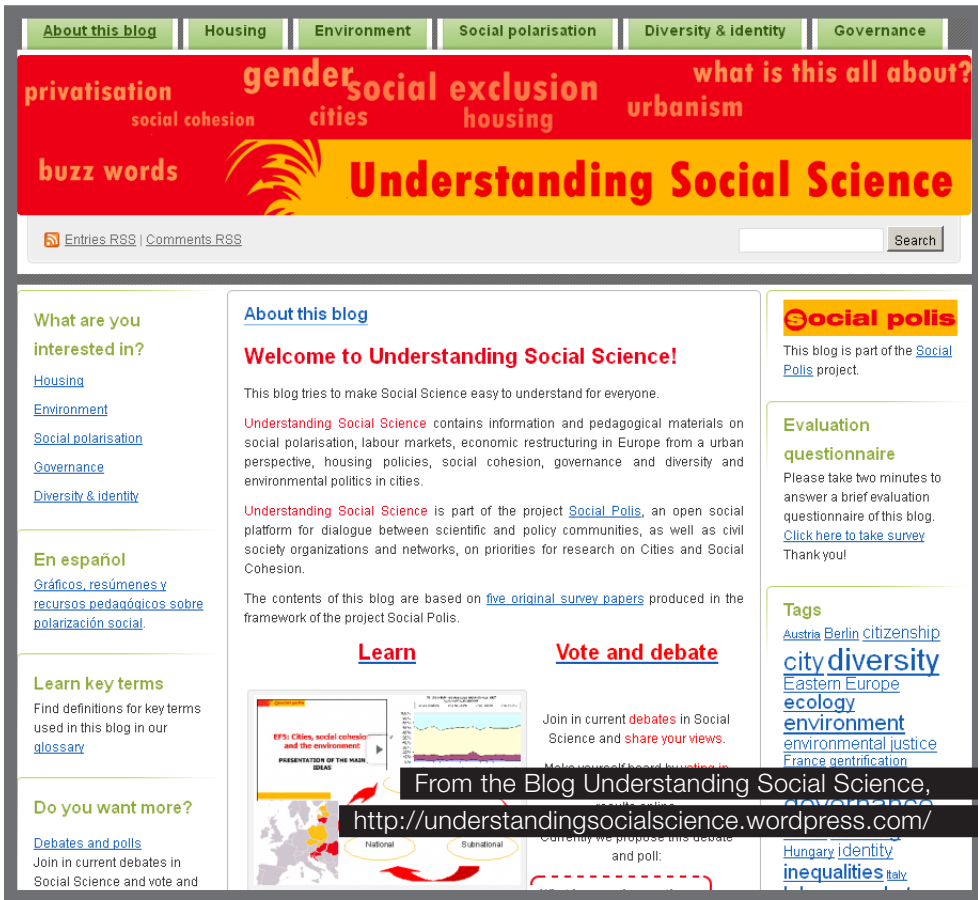 About this blog
Housing
Environment
Social polarisation
Diversity & identity
Governance
privatisation
gender
social exclusion
what is this all about?
social cohesion
cities
housing
urbanism
buzz words
Understanding Social Science
Entries RSS | Comments RSS
Search
What are you
interested in?
Housing
Environment
Social polarisation
Governance
Diversity & identity
En español
Gráficos, resúmenes y
recursos pedagógicos sobre
polarización social.
Learn key terms
Find definitions for key terms
used in this blog in our
glossary
Do you want more?
Debates and polls
Join in current debates in
Social Science and vote and
About this blog
Welcome to Understanding Social Science!
This blog tries to make Social Science easy to understand for everyone.
Understanding Social Science contains information and pedagogical materials on
social polarisation, labour markets, economic restructuring in Europe from a urban
perspective, housing policies, social cohesion, governance and diversity and
environmental politics in cities.
Understanding Social Science is part of the project Social Polis, an open social
platform for dialogue between scientific and policy communities, as well as civil
society organizations and networks, on priorities for research on Cities and Social
Cohesion.
The contents of this blog are based on five original survey papers produced in the
framework of the project Social Polis.
Learn
EF5: Cities, social cohesion
and the environment
PRESENTATION OF THE MAIN
IDEAS
National
Subnational
Vote and debate
Join in current debates in Social
Science and share your views.
Currently we propose this debate
and poll:
social polis
This blog is part of the Social
Polis project.
Evaluation
questionnaire
Please take two minutes to
answer a brief evaluation
questionnaire of this blog.
Click here to take survey
Thank you!
Tags
Austria Berlin citizenship
city diversity
Eastern Europe
ecology
environment
environmental justice
France gentrification
governance
Hungary identity
inequalities Italy
From the Blog Understanding Social Science,
http://understandingsocialscience.wordpress.com/